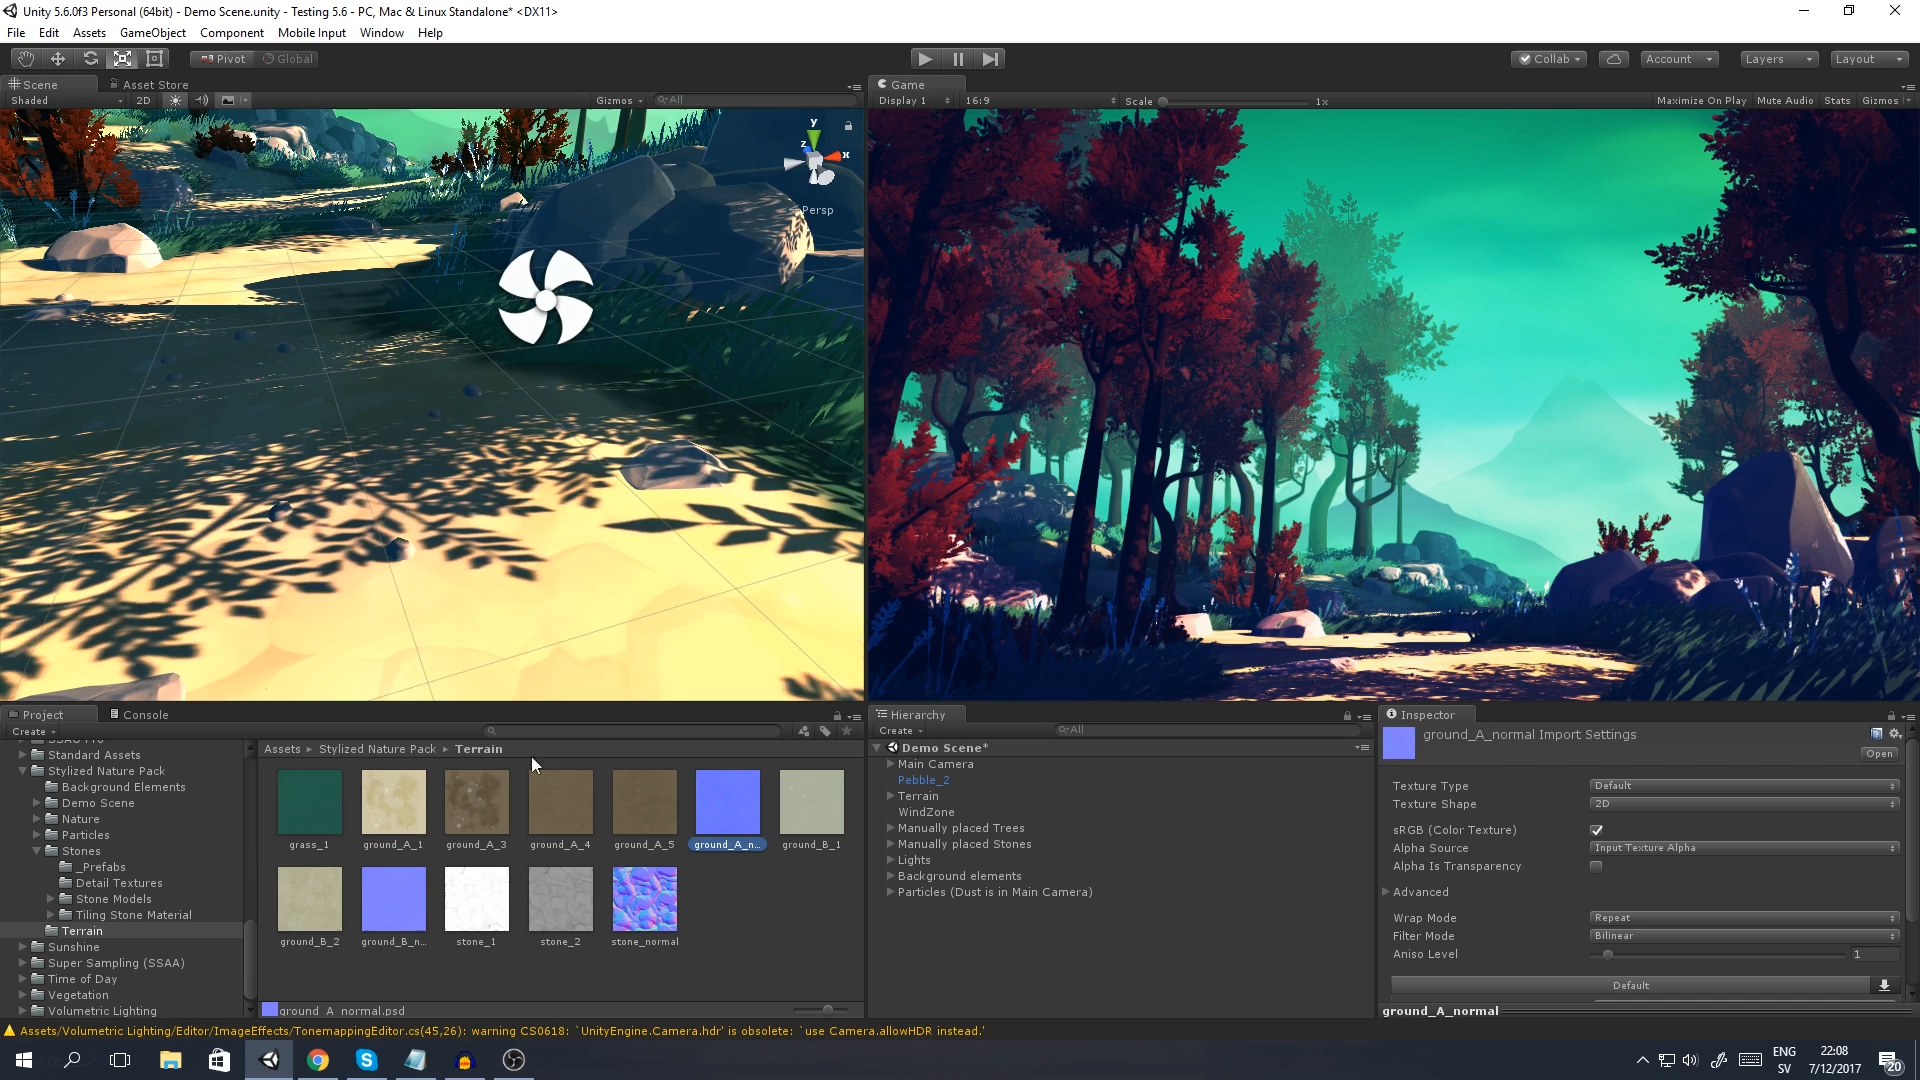 Unity 5.6.0f3 Personal (64bit) - Demo Scene.unity - Testing 5.6 - PC, Mac & Linux Standalone* <DX11>
File Edit Assets GameObject Component Mobile Input Window Help
Pivot Global
Collab Account Layers Layout
Scene Asset Store
Shaded 2D Gizmos All
y
z x
Persp
Game
Display 1 16:9 Scale 1x Maximize On Play Mute Audio Stats Gizmos
Project Console
Create
Standard Assets
Stylized Nature Pack
Background Elements
Demo Scene
Nature
Particles
Stones
_Prefabs
Detail Textures
Stone Models
Tiling Stone Material
Terrain
Sunshine
Super Sampling (SSAA)
Time of Day
Vegetation
Volumetric Lighting
Assets Stylized Nature Pack Terrain
grass_1 ground_A_1 ground_A_3 ground_A_4 ground_A_5 ground_A_n... ground_B_1
ground_B_2 ground_B_n... stone_1 stone_2 stone_normal
ground_A_normal.psd
Hierarchy
Create All
Demo Scene*
Main Camera
Pebble_2
Terrain
WindZone
Manually placed Trees
Manually placed Stones
Lights
Background elements
Particles (Dust is in Main Camera)
Inspector
ground_A_normal Import Settings
Open
Texture Type Default
Texture Shape 2D
sRGB (Color Texture)
Alpha Source Input Texture Alpha
Alpha Is Transparency
Advanced
Wrap Mode Repeat
Filter Mode Bilinear
Aniso Level 1
Default
ground_A_normal
Assets/Volumetric Lighting/Editor/ImageEffects/TonemappingEditor.cs(45,26): warning CS0618: `UnityEngine.Camera.hdr' is obsolete: `use Camera.allowHDR instead.'
ENG 22:08
SV 7/12/2017 20